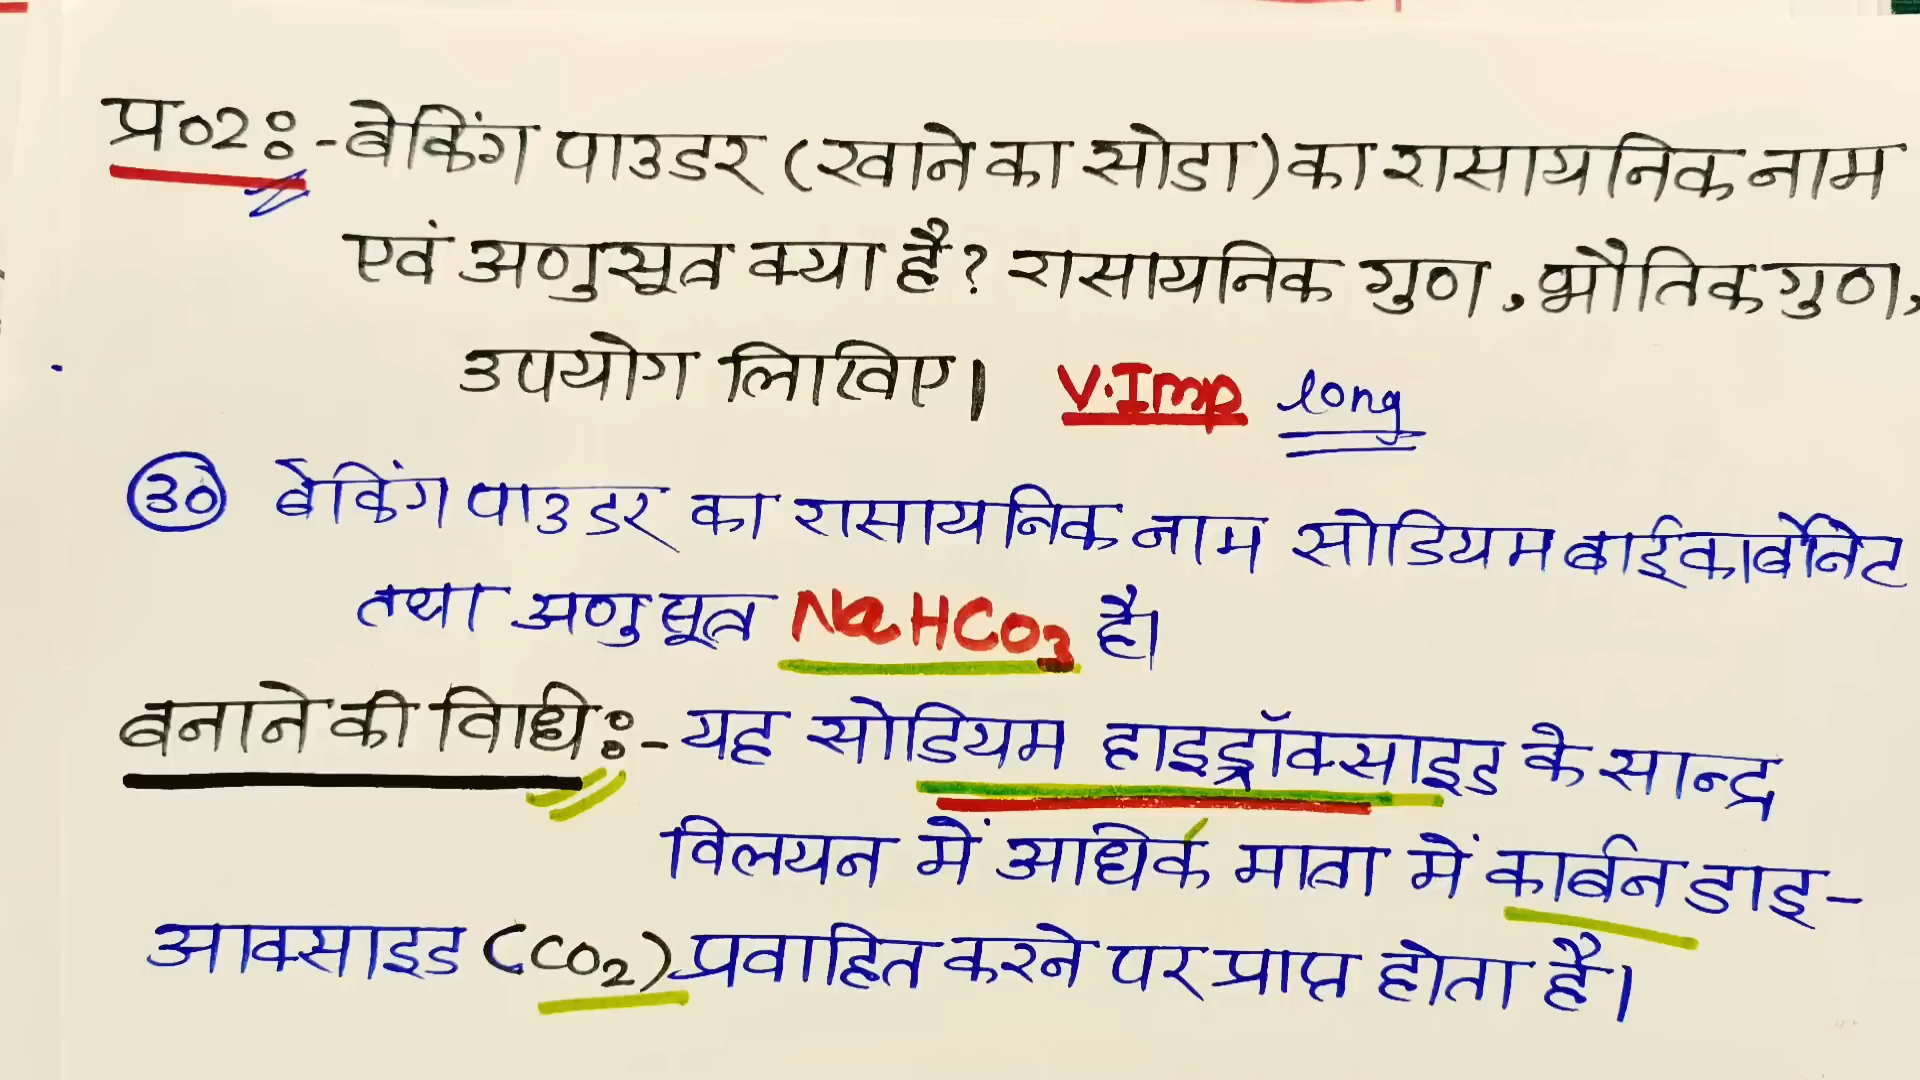 प्र०2:- बेकिंग पाउडर (खाने का सोडा) का रासायनिक नाम
एवं अणुसूत्र क्या है? रासायनिक गुण, भौतिक गुण,
उपयोग लिखिए। V.Imp long
उ० बेकिंग पाउडर का रासायनिक नाम सोडियम बाईकार्बोनेट
तथा अणुसूत्र NaHCO3 है।
बनाने की विधि:- यह सोडियम हाइड्रॉक्साइड के सान्द्र
विलयन में अधिक मात्रा में कार्बन डाइ-
आक्साइड (CO2) प्रवाहित करने पर प्राप्त होता है।